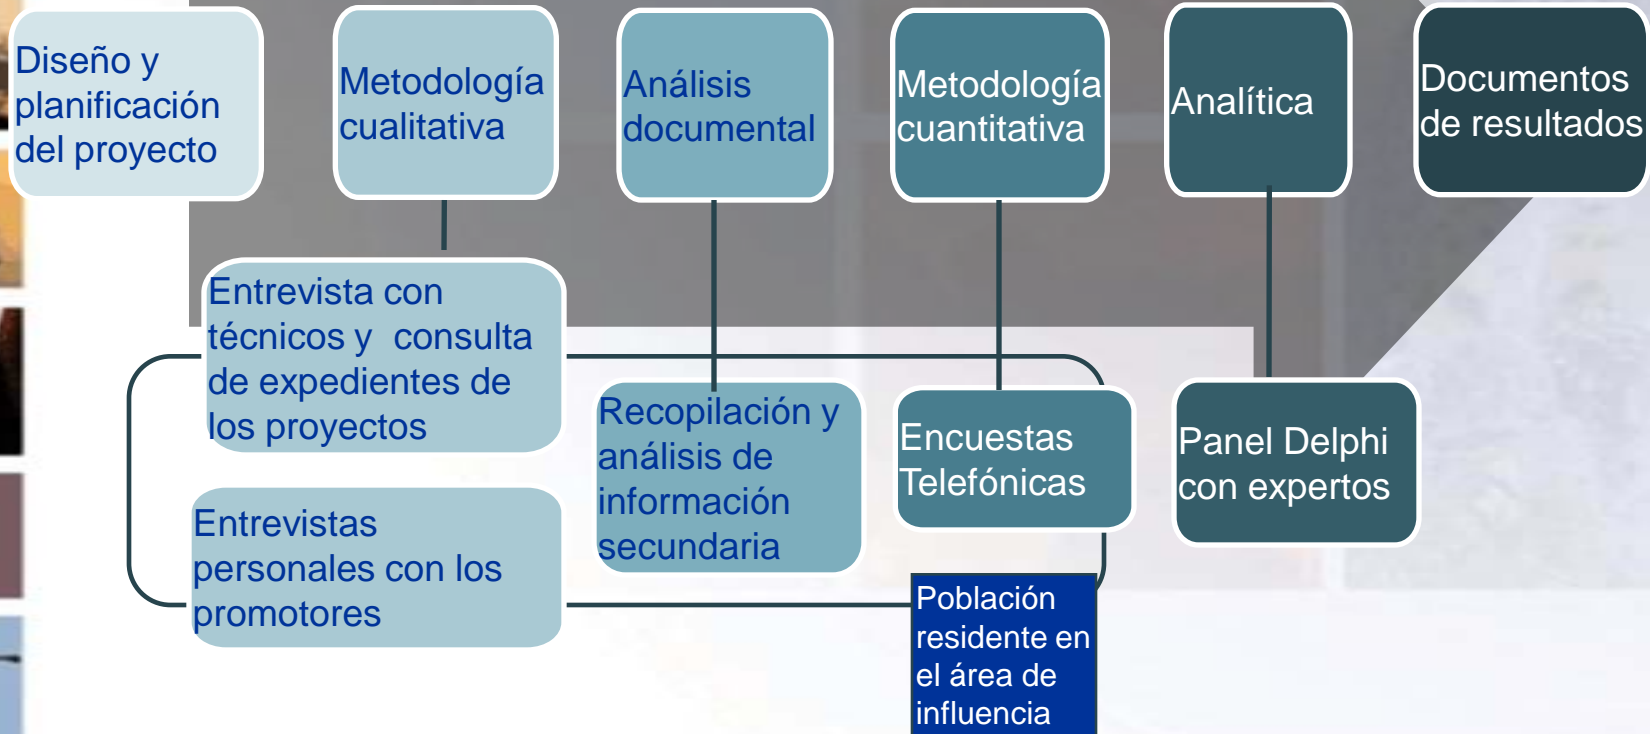 Diseño y
planificación
del proyecto
Metodología
cualitativa
Análisis
documental
Metodología
cuantitativa
Analítica
Documentos
de resultados
Entrevista con
técnicos y  consulta
de expedientes de
los proyectos
Entrevistas
personales con los
promotores
Recopilación y
análisis de
información
secundaria
Encuestas
Telefónicas
Panel Delphi
con expertos
Población
residente en
el área de
influencia